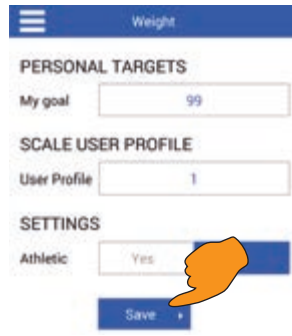 Weight
PERSONAL TARGETS
My goal 99
SCALE USER PROFILE
User Profile 1
SETTINGS
Athletic Yes
Save